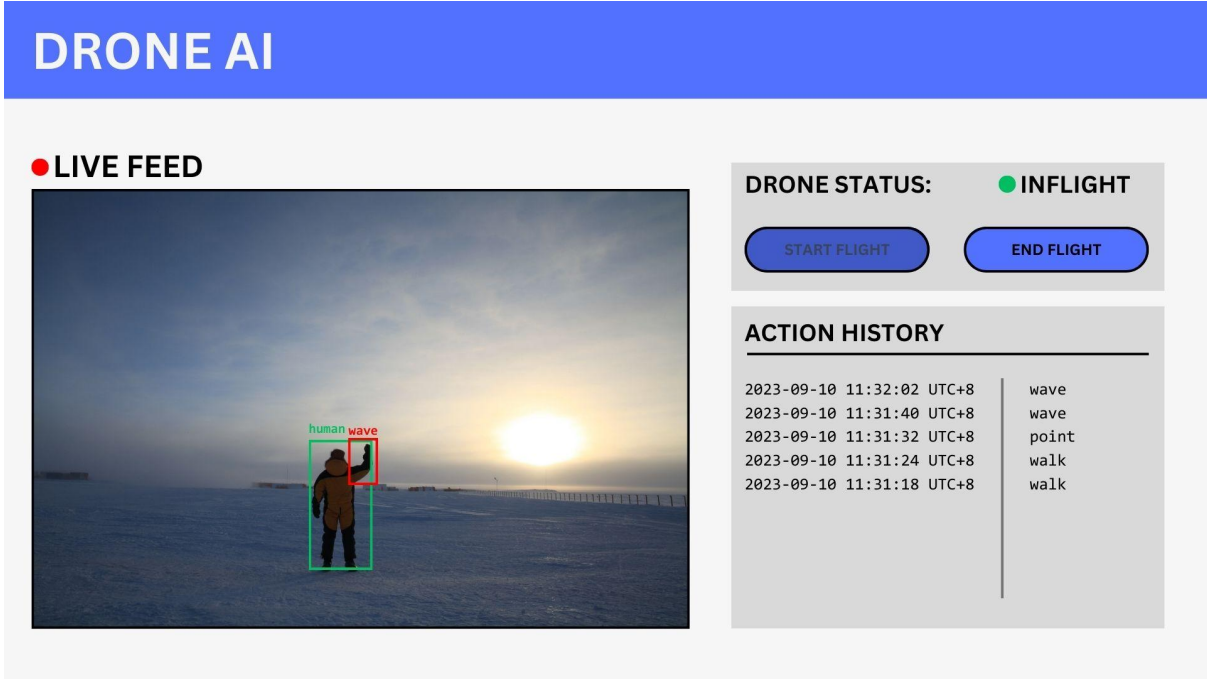 DRONE AI
LIVE FEED
human wave
DRONE STATUS: INFLIGHT
START FLIGHT END FLIGHT
ACTION HISTORY
2023-09-10 11:32:02 UTC+8 wave
2023-09-10 11:31:40 UTC+8 wave
2023-09-10 11:31:32 UTC+8 point
2023-09-10 11:31:24 UTC+8 walk
2023-09-10 11:31:18 UTC+8 walk